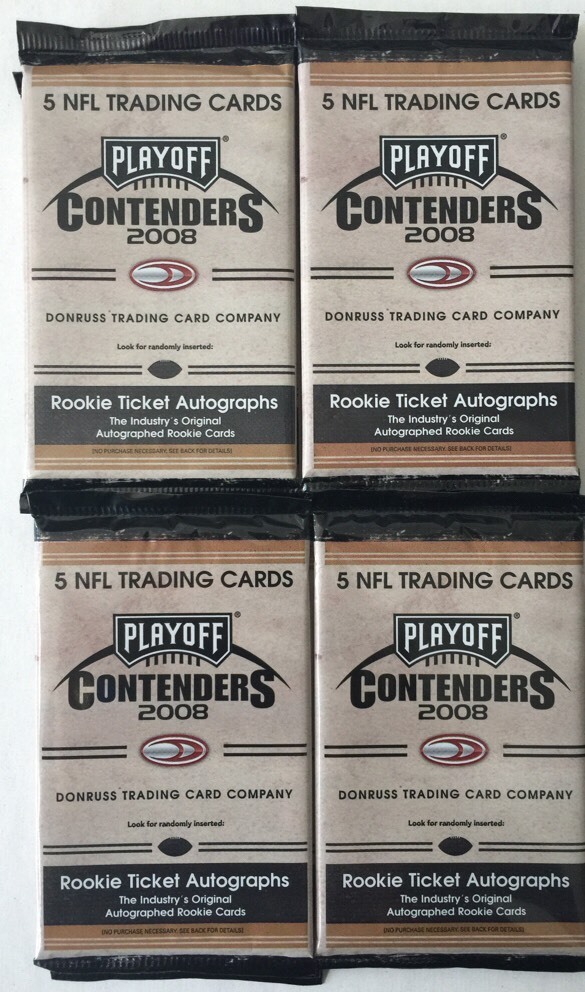 5 NFL TRADING CARDS
PLAYOFF®
CONTENDERS
2008
DONRUSS TRADING CARD COMPANY
Look for randomly inserted:
Rookie Ticket Autographs
The Industry's Original
Autographed Rookie Cards
(NO PURCHASE NECESSARY. SEE BACK FOR DETAILS)
5 NFL TRADING CARDS
PLAYOFF®
CONTENDERS
2008
DONRUSS TRADING CARD COMPANY
Look for randomly inserted:
Rookie Ticket Autographs
The Industry's Original
Autographed Rookie Cards
(NO PURCHASE NECESSARY. SEE BACK FOR DETAILS)
5 NFL TRADING CARDS
PLAYOFF®
CONTENDERS
2008
DONRUSS TRADING CARD COMPANY
Look for randomly inserted:
Rookie Ticket Autographs
The Industry's Original
Autographed Rookie Cards
(NO PURCHASE NECESSARY. SEE BACK FOR DETAILS)
5 NFL TRADING CARDS
PLAYOFF®
CONTENDERS
2008
DONRUSS TRADING CARD COMPANY
Look for randomly inserted:
Rookie Ticket Autographs
The Industry's Original
Autographed Rookie Cards
(NO PURCHASE NECESSARY. SEE BACK FOR DETAILS)